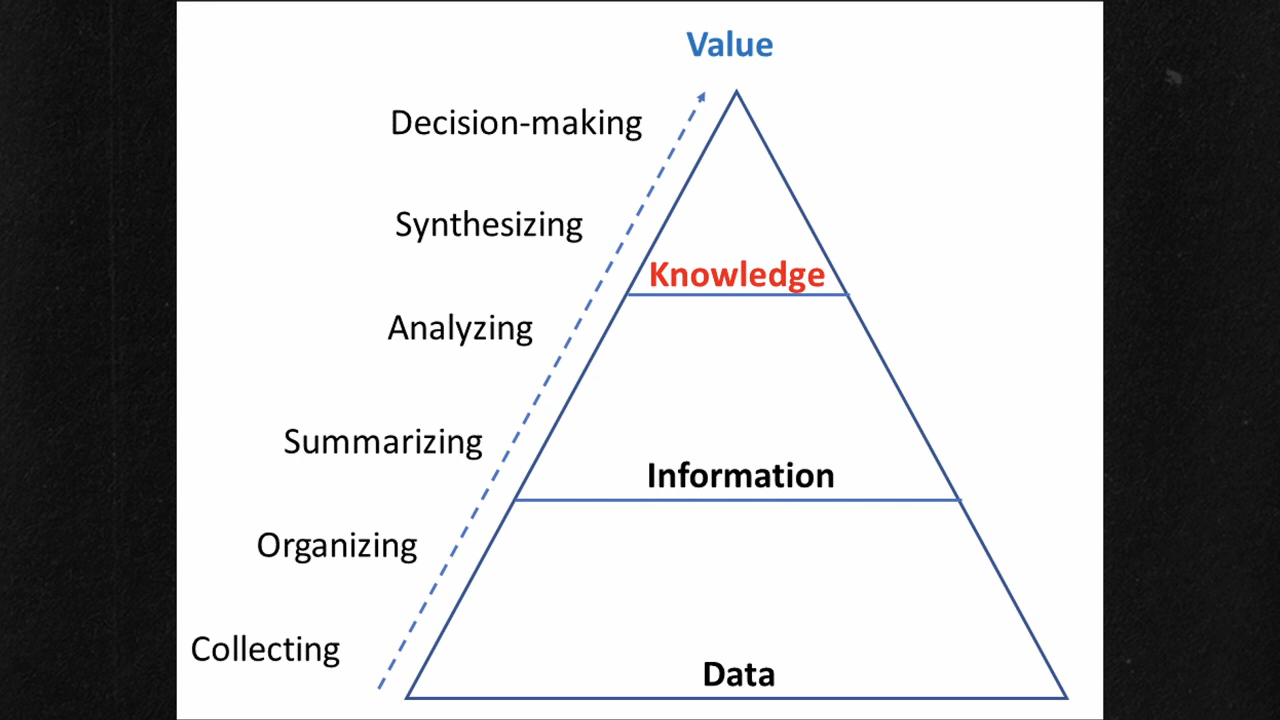 Value
Decision-making
Synthesizing
Knowledge
Analyzing
Summarizing
Information
Organizing
Collecting
Data